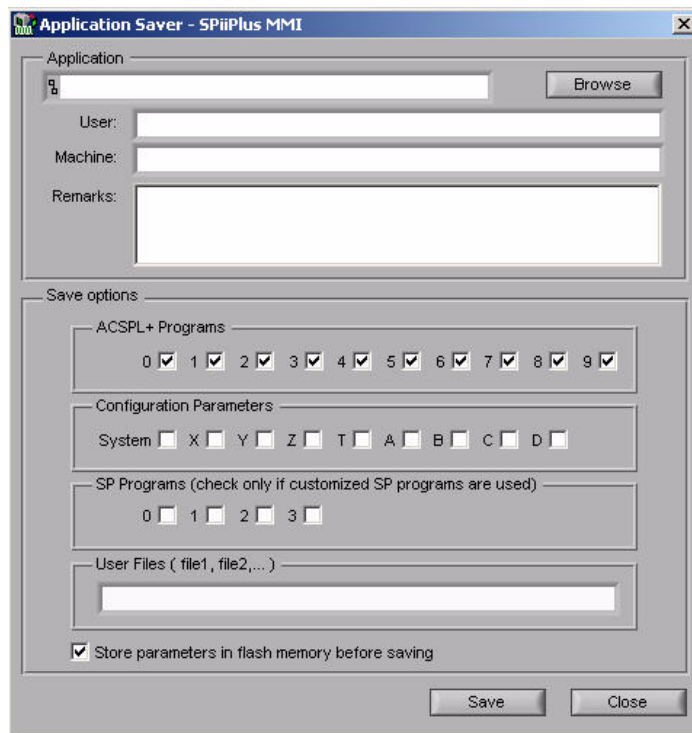 Application Saver - SPiiPlus MMI
Application
Browse
User:
Machine:
Remarks:
Save options
ACSPL+ Programs
0 1 2 3 4 5 6 7 8 9
Configuration Parameters
System X Y Z T A B C D
SP Programs (check only if customized SP programs are used)
0 1 2 3
User Files ( file1, file2,... )
Store parameters in flash memory before saving
Save Close